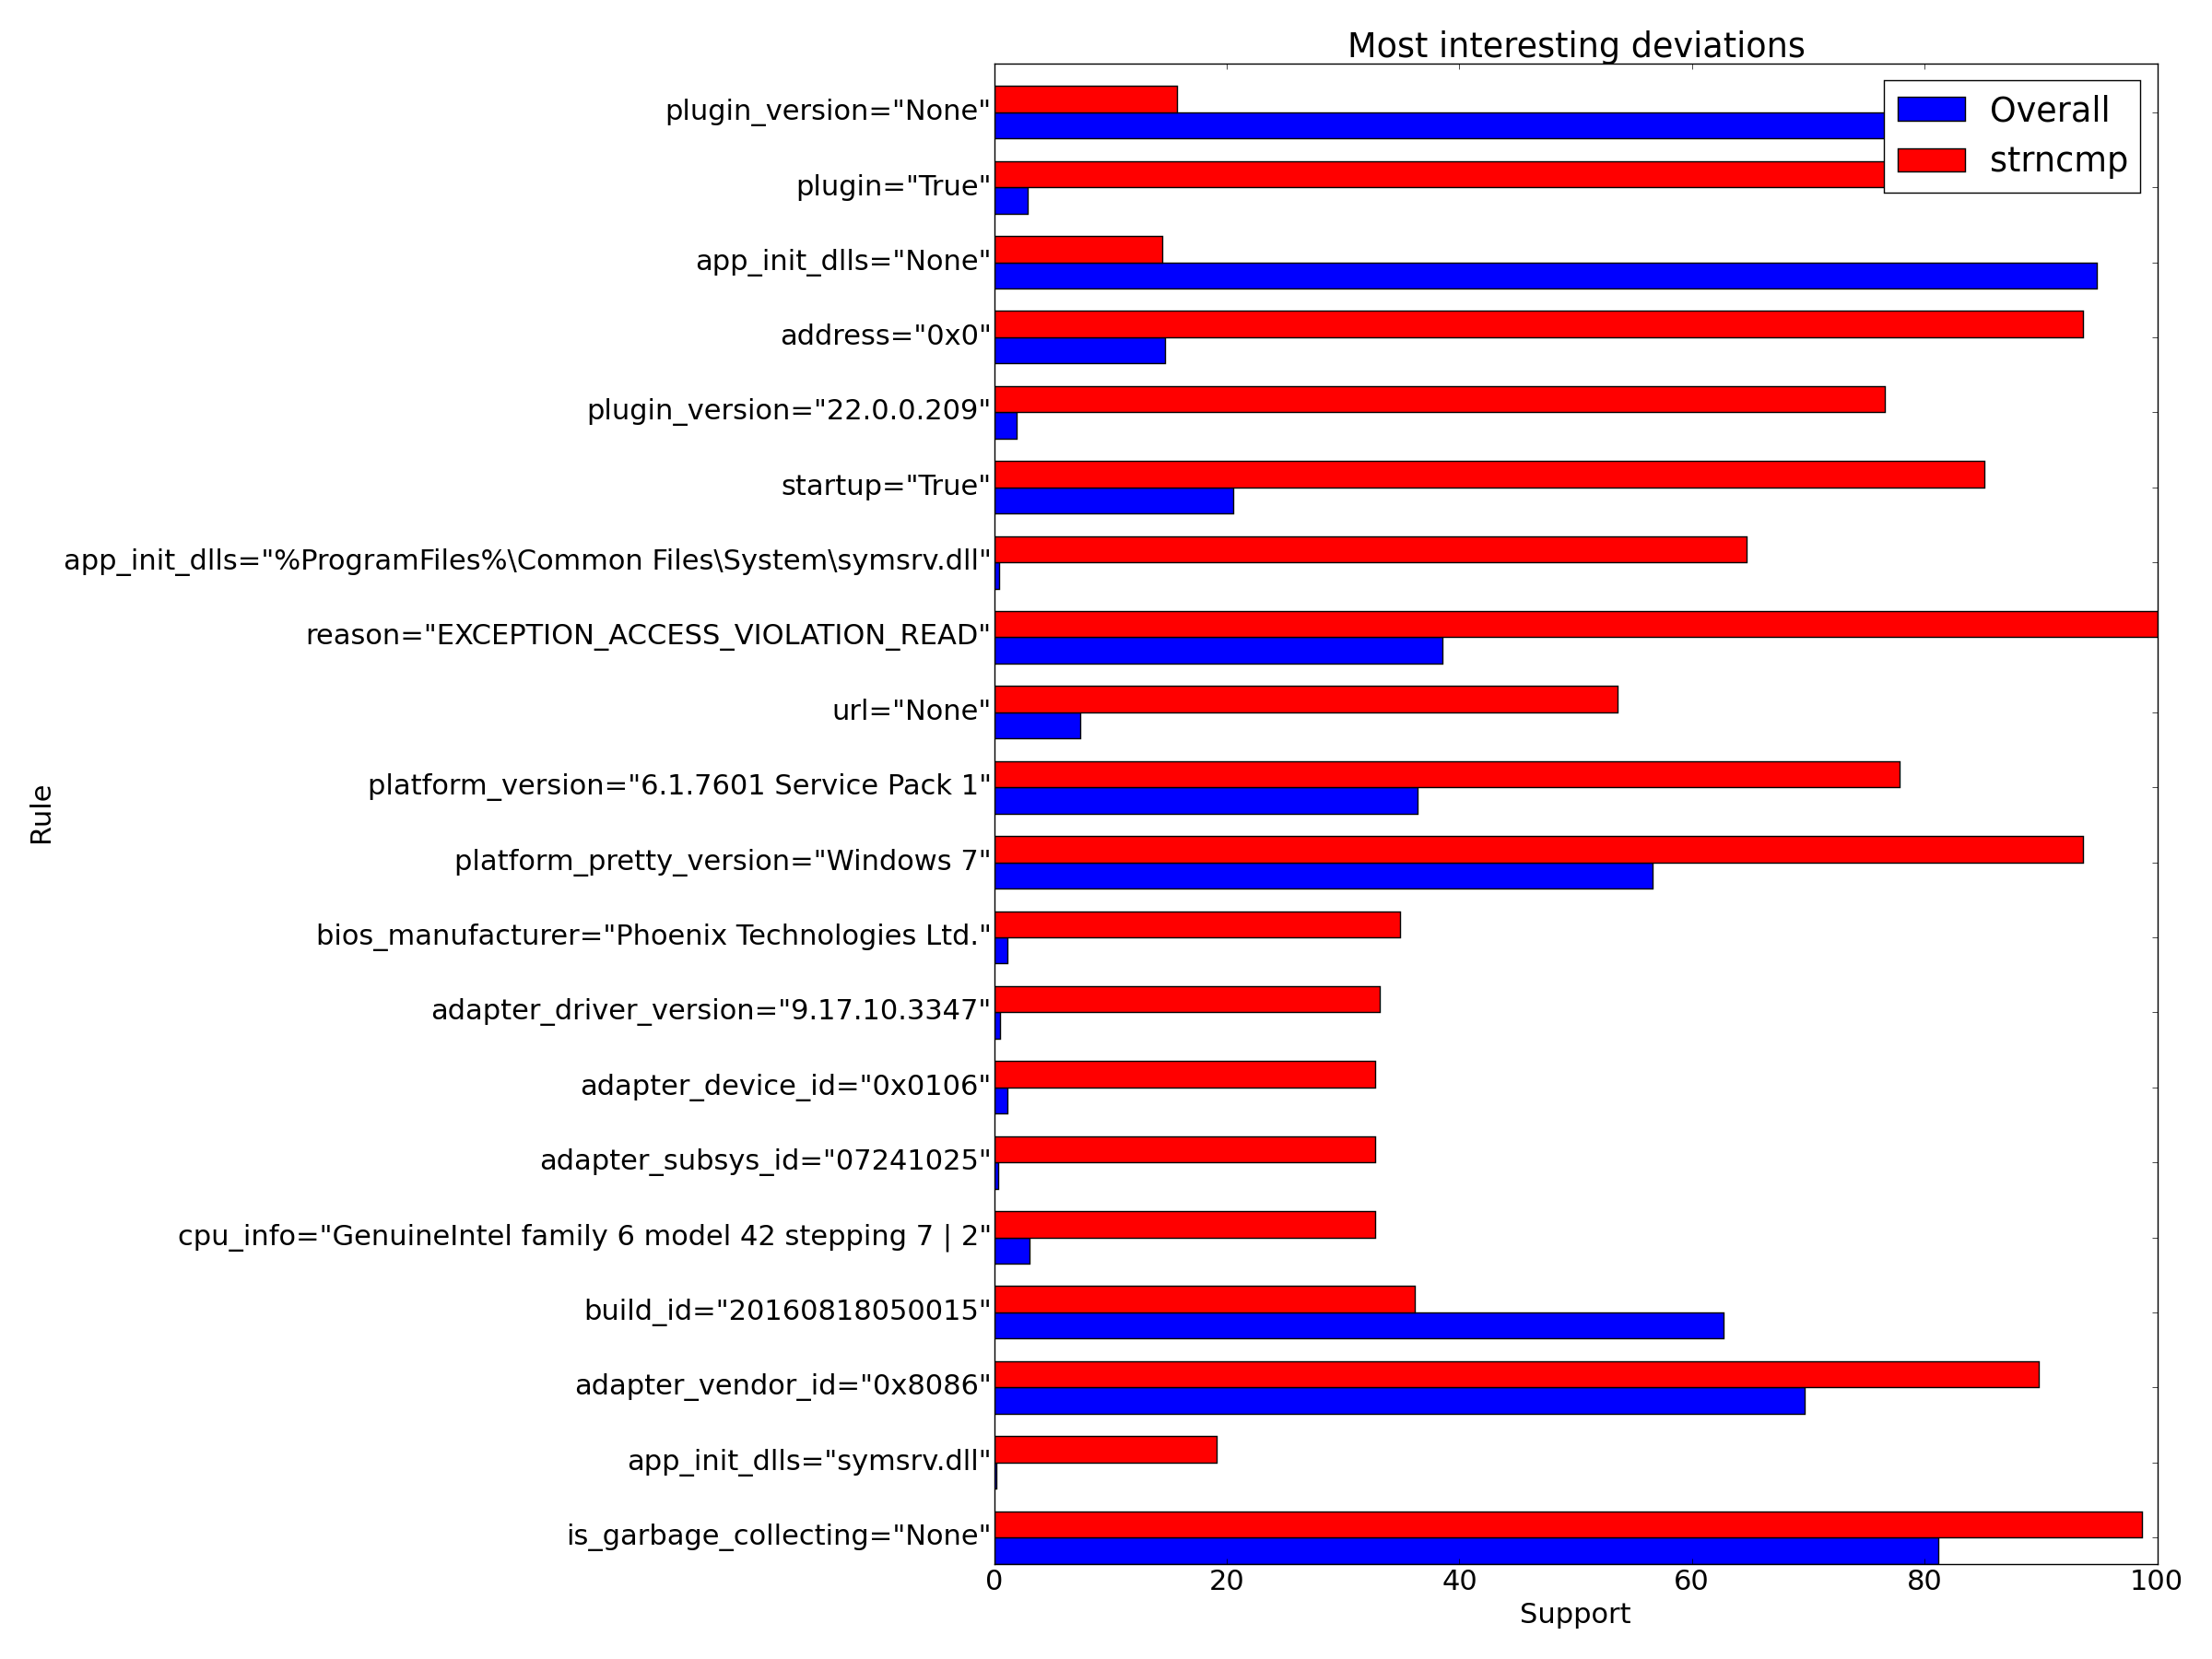 Most interesting deviations
Overall
strncmp
plugin_version="None"
plugin="True"
app_init_dlls="None"
address="0x0"
plugin_version="22.0.0.209"
startup="True"
app_init_dlls="%ProgramFiles%\Common Files\System\symsrv.dll"
reason="EXCEPTION_ACCESS_VIOLATION_READ"
url="None"
platform_version="6.1.7601 Service Pack 1"
platform_pretty_version="Windows 7"
bios_manufacturer="Phoenix Technologies Ltd."
adapter_driver_version="9.17.10.3347"
adapter_device_id="0x0106"
adapter_subsys_id="07241025"
cpu_info="GenuineIntel family 6 model 42 stepping 7 | 2"
build_id="20160818050015"
adapter_vendor_id="0x8086"
app_init_dlls="symsrv.dll"
is_garbage_collecting="None"
Rule
0 20 40 60 80 100
Support